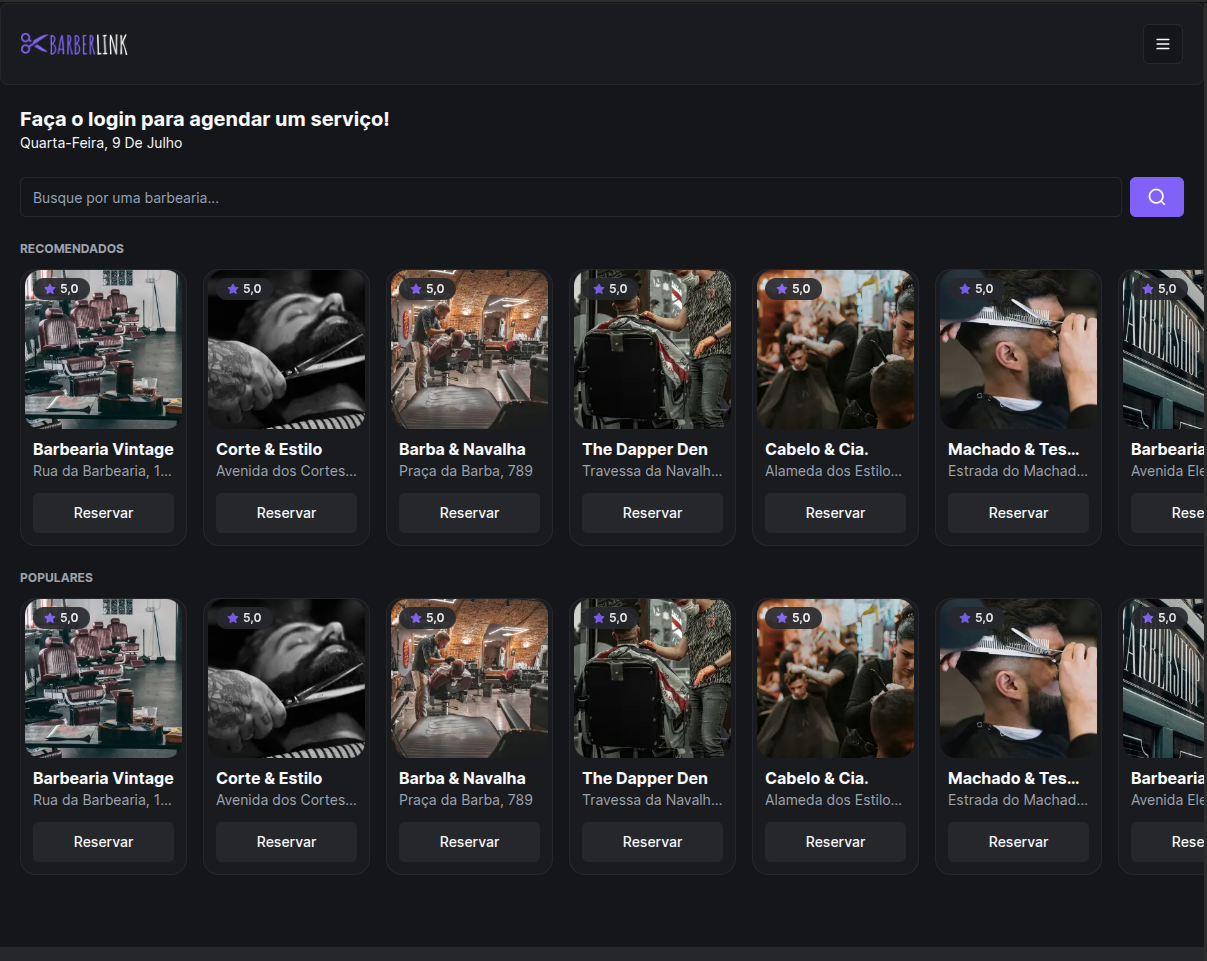 BARBERLINK
Faça o login para agendar um serviço!
Quarta-Feira, 9 De Julho
Busque por uma barbearia...
RECOMENDADOS
5,0 5,0 5,0 5,0 5,0 5,0 5,0
BARBERSHOP
Barbearia Vintage Corte & Estilo Barba & Navalha The Dapper Den Cabelo & Cia. Machado & Tes... Barbearia
Rua da Barbearia, 1... Avenida dos Cortes... Praça da Barba, 789 Travessa da Navalh... Alameda dos Estilo... Estrada do Machad... Avenida Ele
Reservar Reservar Reservar Reservar Reservar Reservar Rese
POPULARES
5,0 5,0 5,0 5,0 5,0 5,0 5,0
BARBERSHOP
Barbearia Vintage Corte & Estilo Barba & Navalha The Dapper Den Cabelo & Cia. Machado & Tes... Barbearia
Rua da Barbearia, 1... Avenida dos Cortes... Praça da Barba, 789 Travessa da Navalh... Alameda dos Estilo... Estrada do Machad... Avenida Ele
Reservar Reservar Reservar Reservar Reservar Reservar Rese